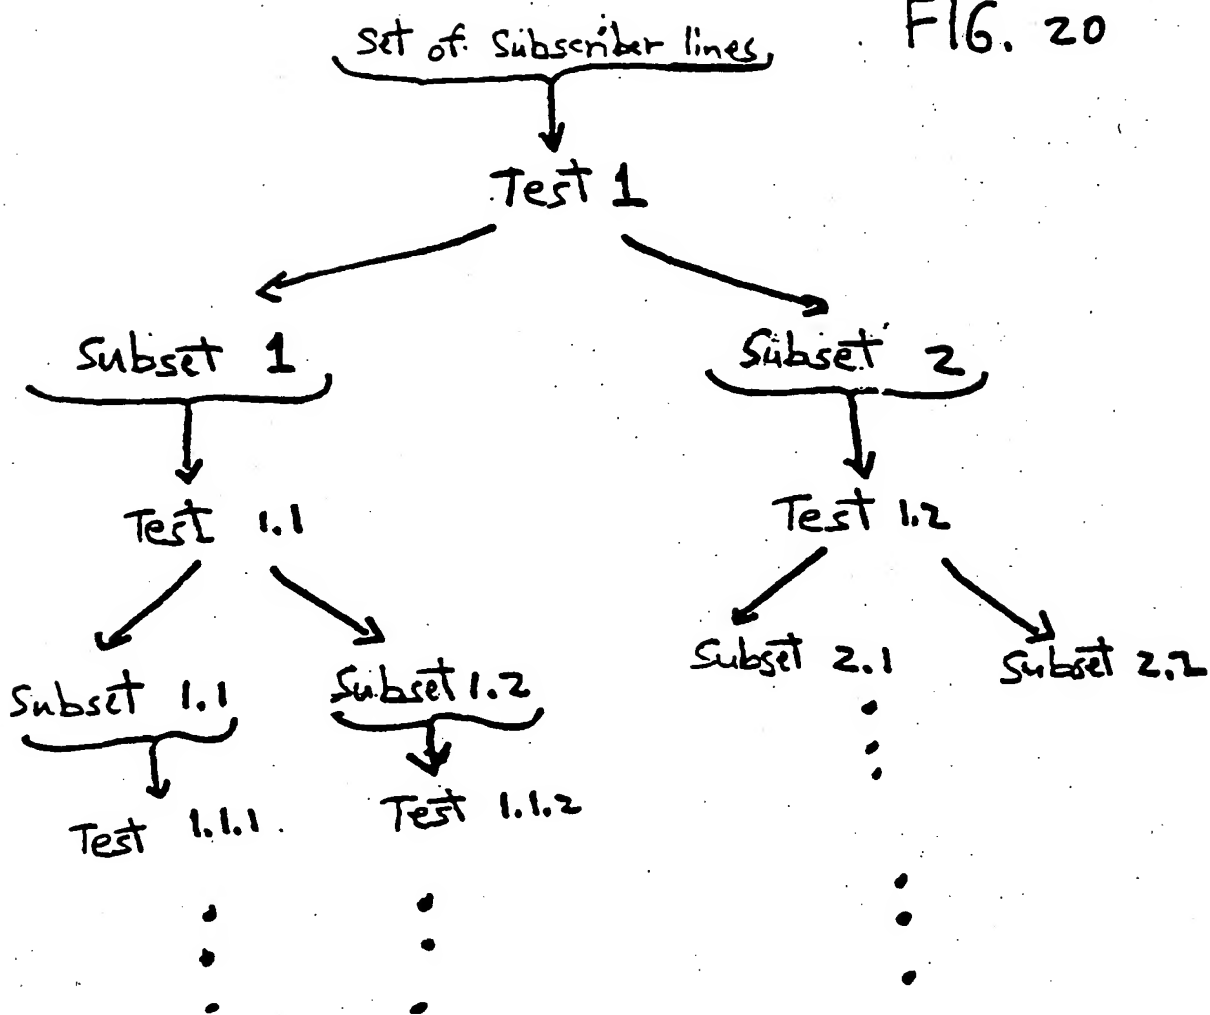 FIG. 20
Set of Subscriber lines
Test 1
Subset 1
Subset 2
Test 1.1
Test 1.2
Subset 1.1
Subset 1.2
Subset 2.1
Subset 2.2
Test 1.1.1
Test 1.1.2